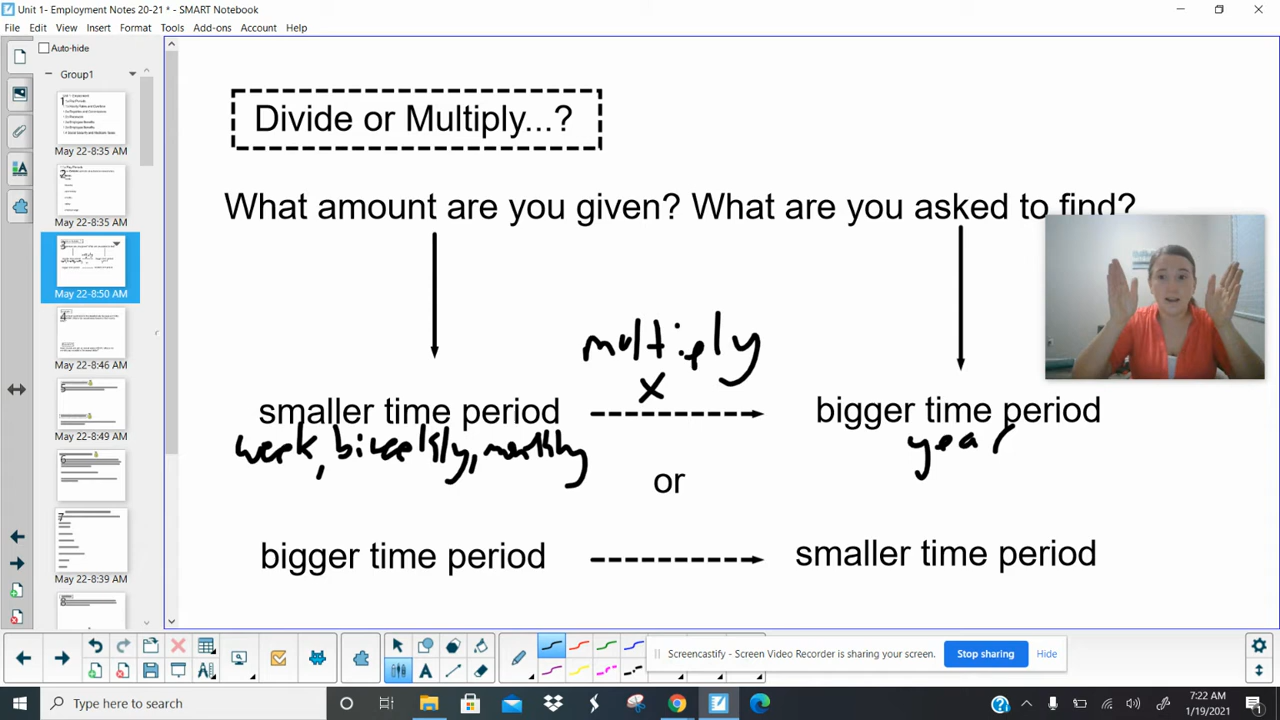 Unit 1- Employment Notes 20-21 * - SMART Notebook
File Edit View Insert Format Tools Add-ons Account Help
Auto-hide
Group1
May 22-8:35 AM
May 22-8:35 AM
May 22-8:50 AM
May 22-8:46 AM
May 22-8:49 AM
May 22-8:39 AM
Divide or Multiply...?
What amount are you given? What are you asked to find?
multiply
x
smaller time period bigger time period
week, biweekly, monthly year
or
bigger time period smaller time period
Screencastify - Screen Video Recorder is sharing your screen. Stop sharing Hide
Type here to search
7:22 AM
1/19/2021